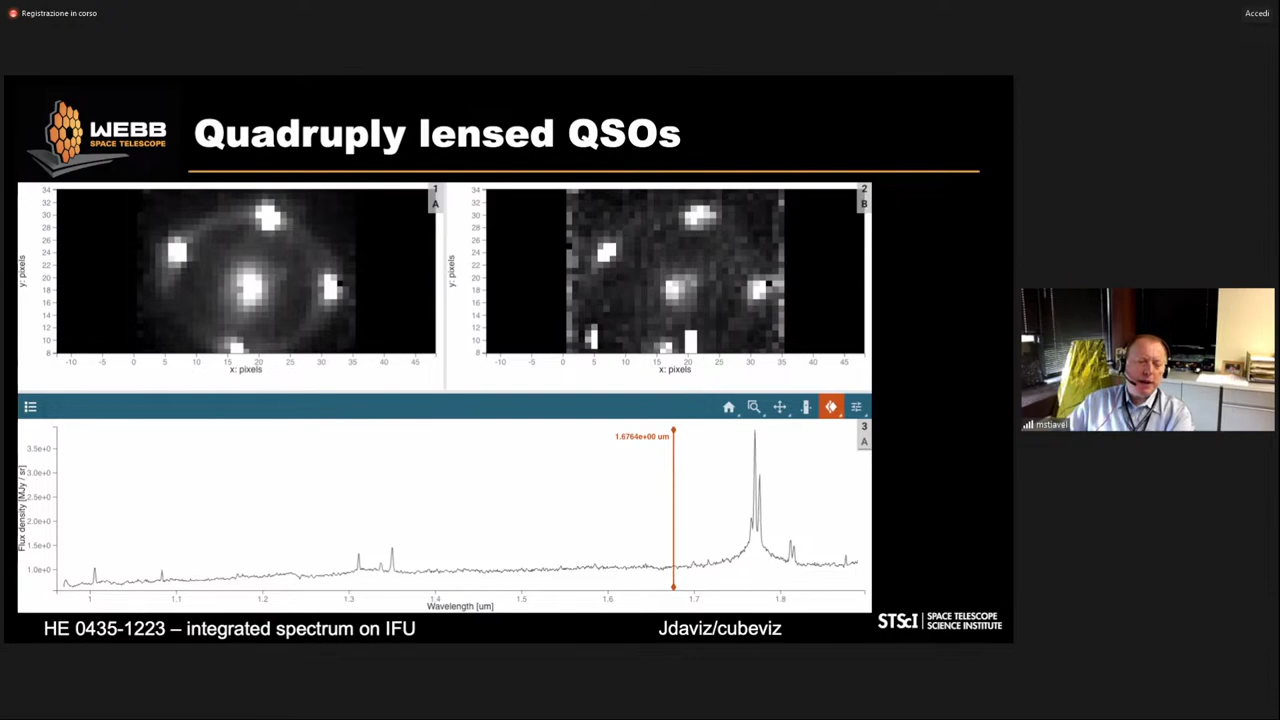 Registrazione in corso
Accedi
WEBB
SPACE TELESCOPE
Quadruply lensed QSOs
34
32
30
28
26
24
22
20
18
16
14
12
10
8
y: pixels
-10
-5
0
5
10
15
20
25
30
35
40
45
x: pixels
1
A
34
32
30
28
26
24
22
20
18
16
14
12
10
8
y: pixels
-10
-5
0
5
10
15
20
25
30
35
40
45
x: pixels
2
B
mstiavel
3
A
1.6764e+00 um
3.5e+0
3.0e+0
2.5e+0
2.0e+0
1.5e+0
1.0e+0
Flux density [MJy / sr]
1
1.1
1.2
1.3
1.4
1.5
1.6
1.7
1.8
Wavelength [um]
HE 0435-1223 – integrated spectrum on IFU
Jdaviz/cubeviz
STScI
SPACE TELESCOPE
SCIENCE INSTITUTE